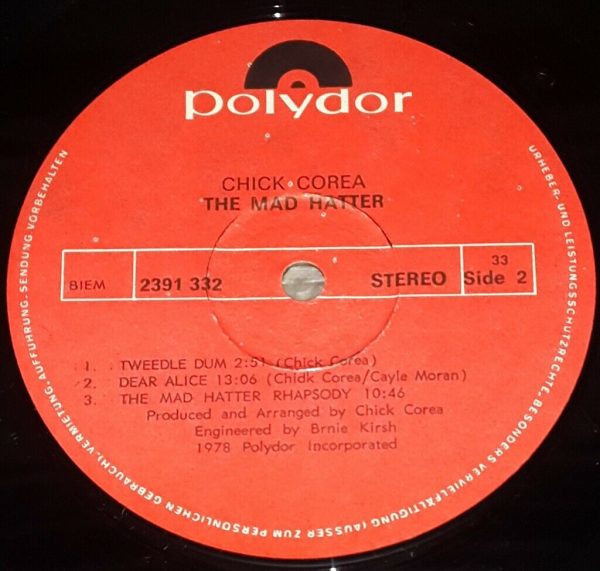 polydor
CHICK COREA
THE MAD HATTER
BIEM
2391 332
STEREO
33
Side 2
1. TWEEDLE DUM 2:51 (Chick Corea)
2. DEAR ALICE 13:06 (Chidk Corea/Cayle Moran)
3. THE MAD HATTER RHAPSODY 10:46
Produced and Arranged by Chick Corea
Engineered by Brnie Kirsh
1978 Polydor Incorporated
URHEBER- UND LEISTUNGSSCHUTZRECHTE, BESONDERS VERVIELFÄLTIGUNG (AUSSER ZUM PERSÖNLICHEN GEBRAUCH), VERMIETUNG, AUFFÜHRUNG, SENDUNG VORBEHALTEN